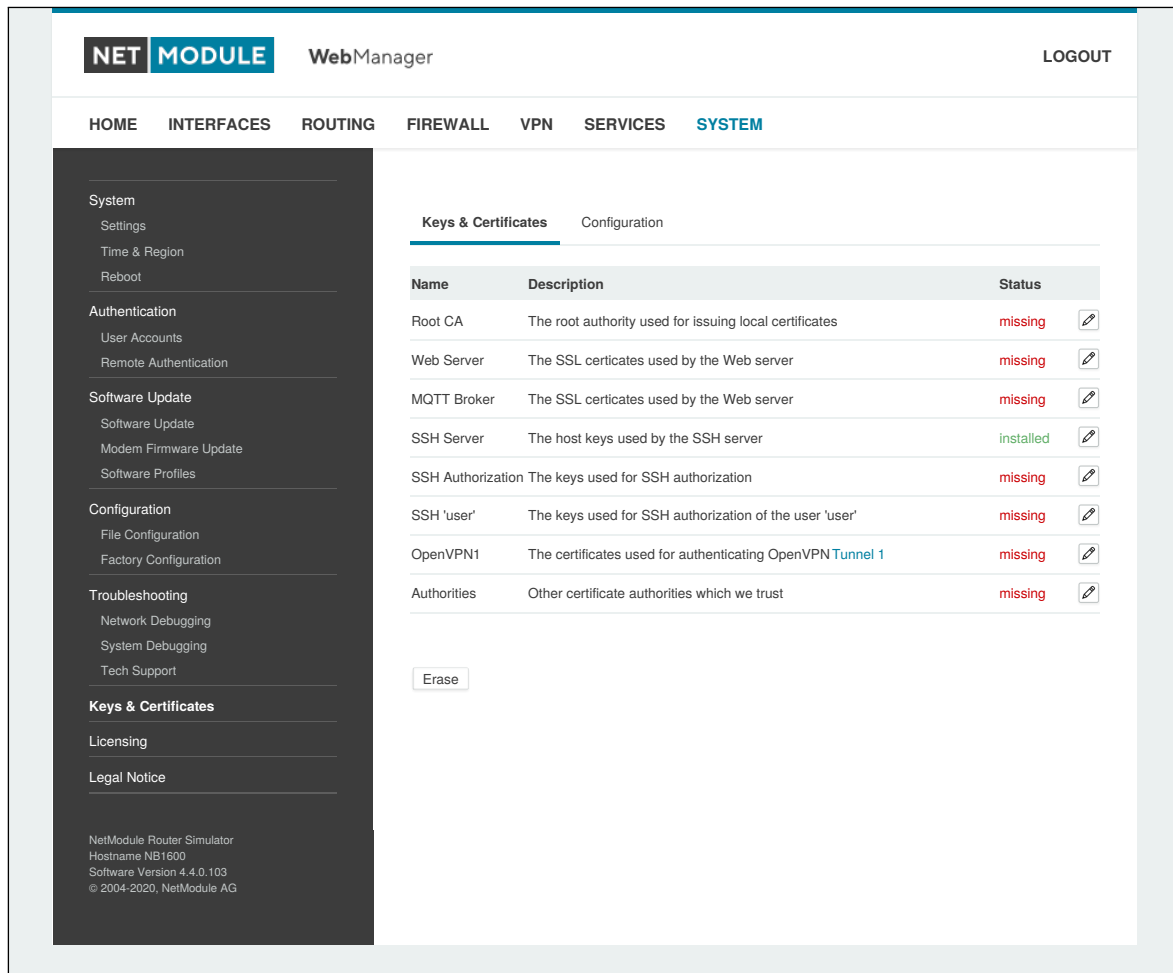 NET MODULE WebManager LOGOUT
HOME INTERFACES ROUTING FIREWALL VPN SERVICES SYSTEM
System
Settings
Time & Region
Reboot
Authentication
User Accounts
Remote Authentication
Software Update
Software Update
Modem Firmware Update
Software Profiles
Configuration
File Configuration
Factory Configuration
Troubleshooting
Network Debugging
System Debugging
Tech Support
Keys & Certificates
Licensing
Legal Notice
NetModule Router Simulator
Hostname NB1600
Software Version 4.4.0.103
© 2004-2020, NetModule AG
Keys & Certificates Configuration
Name Description Status
Root CA The root authority used for issuing local certificates missing
Web Server The SSL certicates used by the Web server missing
MQTT Broker The SSL certicates used by the Web server missing
SSH Server The host keys used by the SSH server installed
SSH Authorization The keys used for SSH authorization missing
SSH 'user' The keys used for SSH authorization of the user 'user' missing
OpenVPN1 The certificates used for authenticating OpenVPN Tunnel 1 missing
Authorities Other certificate authorities which we trust missing
Erase